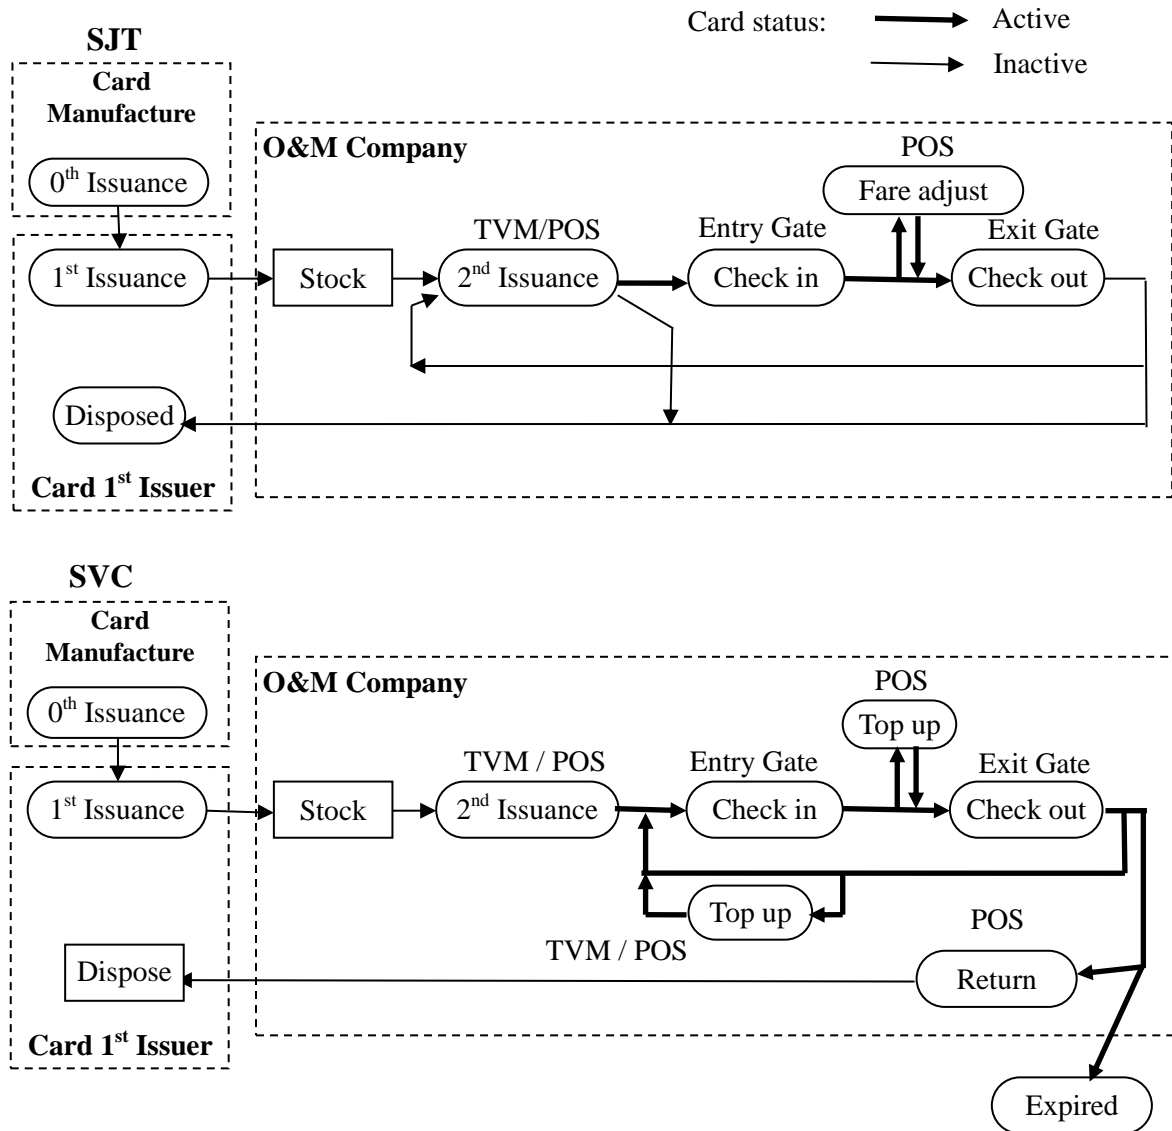 Card status:
Active
Inactive
SJT
Card
Manufacture
0th Issuance
O&M Company
POS
Fare adjust
TVM/POS
Entry Gate
Exit Gate
1st Issuance
Stock
2nd Issuance
Check in
Check out
Disposed
Card 1st Issuer
SVC
Card
Manufacture
0th Issuance
O&M Company
POS
Top up
TVM / POS
Entry Gate
Exit Gate
1st Issuance
Stock
2nd Issuance
Check in
Check out
Top up
TVM / POS
POS
Dispose
Return
Card 1st Issuer
Expired